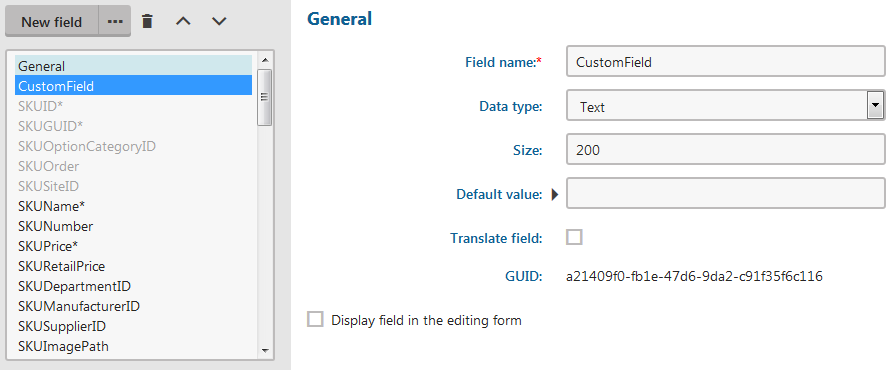 New field ...
General
CustomField
SKUID*
SKUGUID*
SKUOptionCategoryID
SKUOrder
SKUSiteID
SKUName*
SKUNumber
SKUPrice*
SKURetailPrice
SKUDepartmentID
SKUManufacturerID
SKUSupplierID
SKUImagePath
General
Field name:* CustomField
Data type: Text
Size: 200
Default value:
Translate field:
GUID: a21409f0-fb1e-47d6-9da2-c91f35f6c116
Display field in the editing form